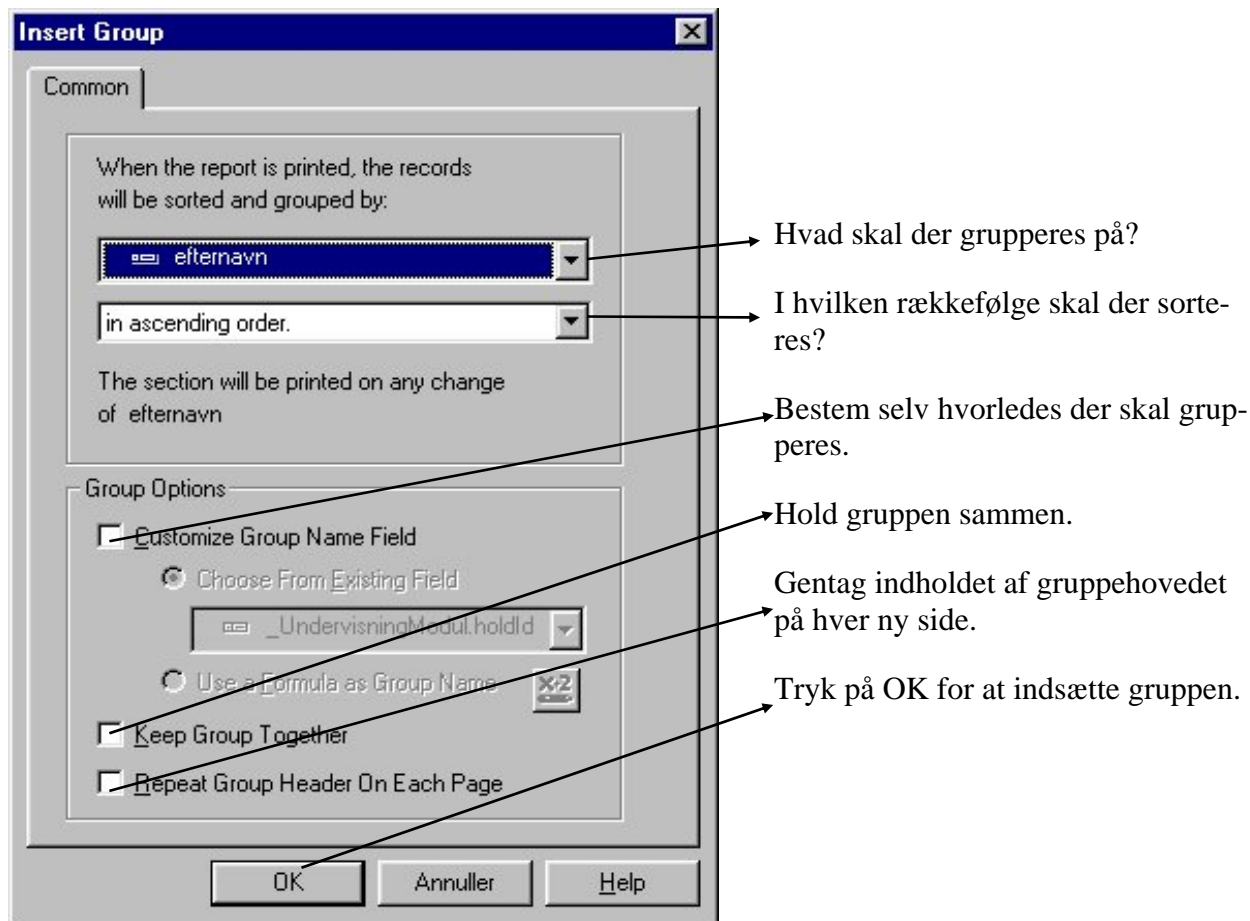 Insert Group
Common
When the report is printed, the records
will be sorted and grouped by:
efternavn
in ascending order.
The section will be printed on any change
of efternavn
Group Options
Customize Group Name Field
Choose From Existing Field
_UndervisningModul.holdId
Use a Formula as Group Name
X+2
Keep Group Together
Repeat Group Header On Each Page
OK
Annuller
Help
Hvad skal der grupperes på?
I hvilken rækkefølge skal der sorte-
res?
Bestem selv hvorledes der skal grup-
peres.
Hold gruppen sammen.
Gentag indholdet af gruppehovedet
på hver ny side.
Tryk på OK for at indsætte gruppen.